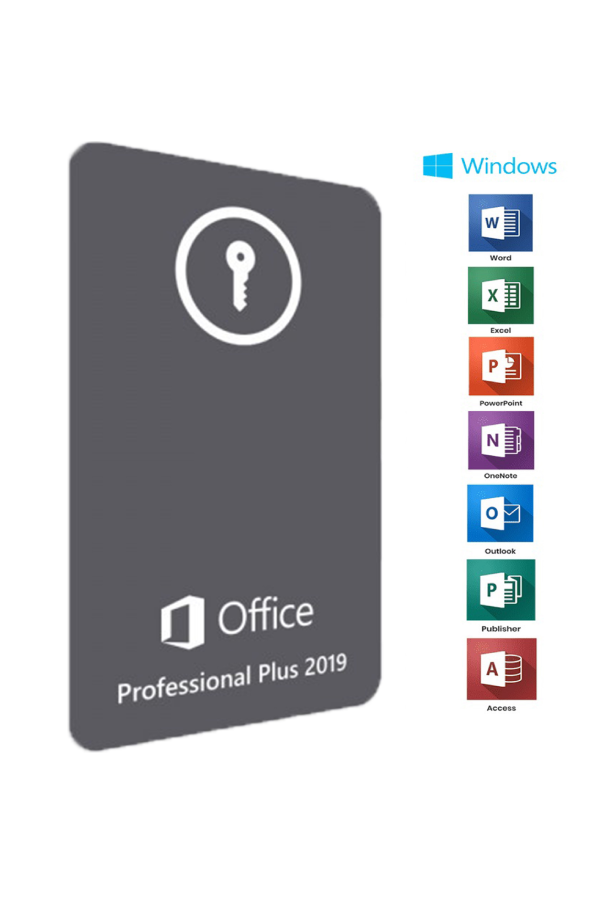 Office
Professional Plus 2019
Windows
W
Word
X
Excel
P
PowerPoint
N
OneNote
O
Outlook
P
Publisher
A
Access